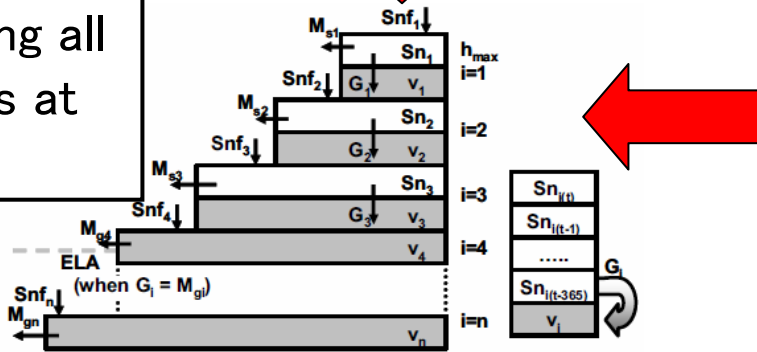 ng all
s at
Snf1
Ms1
Sn1
hmax
i=1
G1
v1
Snf2
Ms2
Sn2
i=2
G2
v2
Snf3
Ms3
Sn3
i=3
G3
v3
Snf4
Mg4
v4
i=4
ELA
(when Gi = Mgi)
Snfn
Mgn
vn
i=n
Sni(t)
Sni(t-1)
.....
Sni(t-365)
Gi
vi